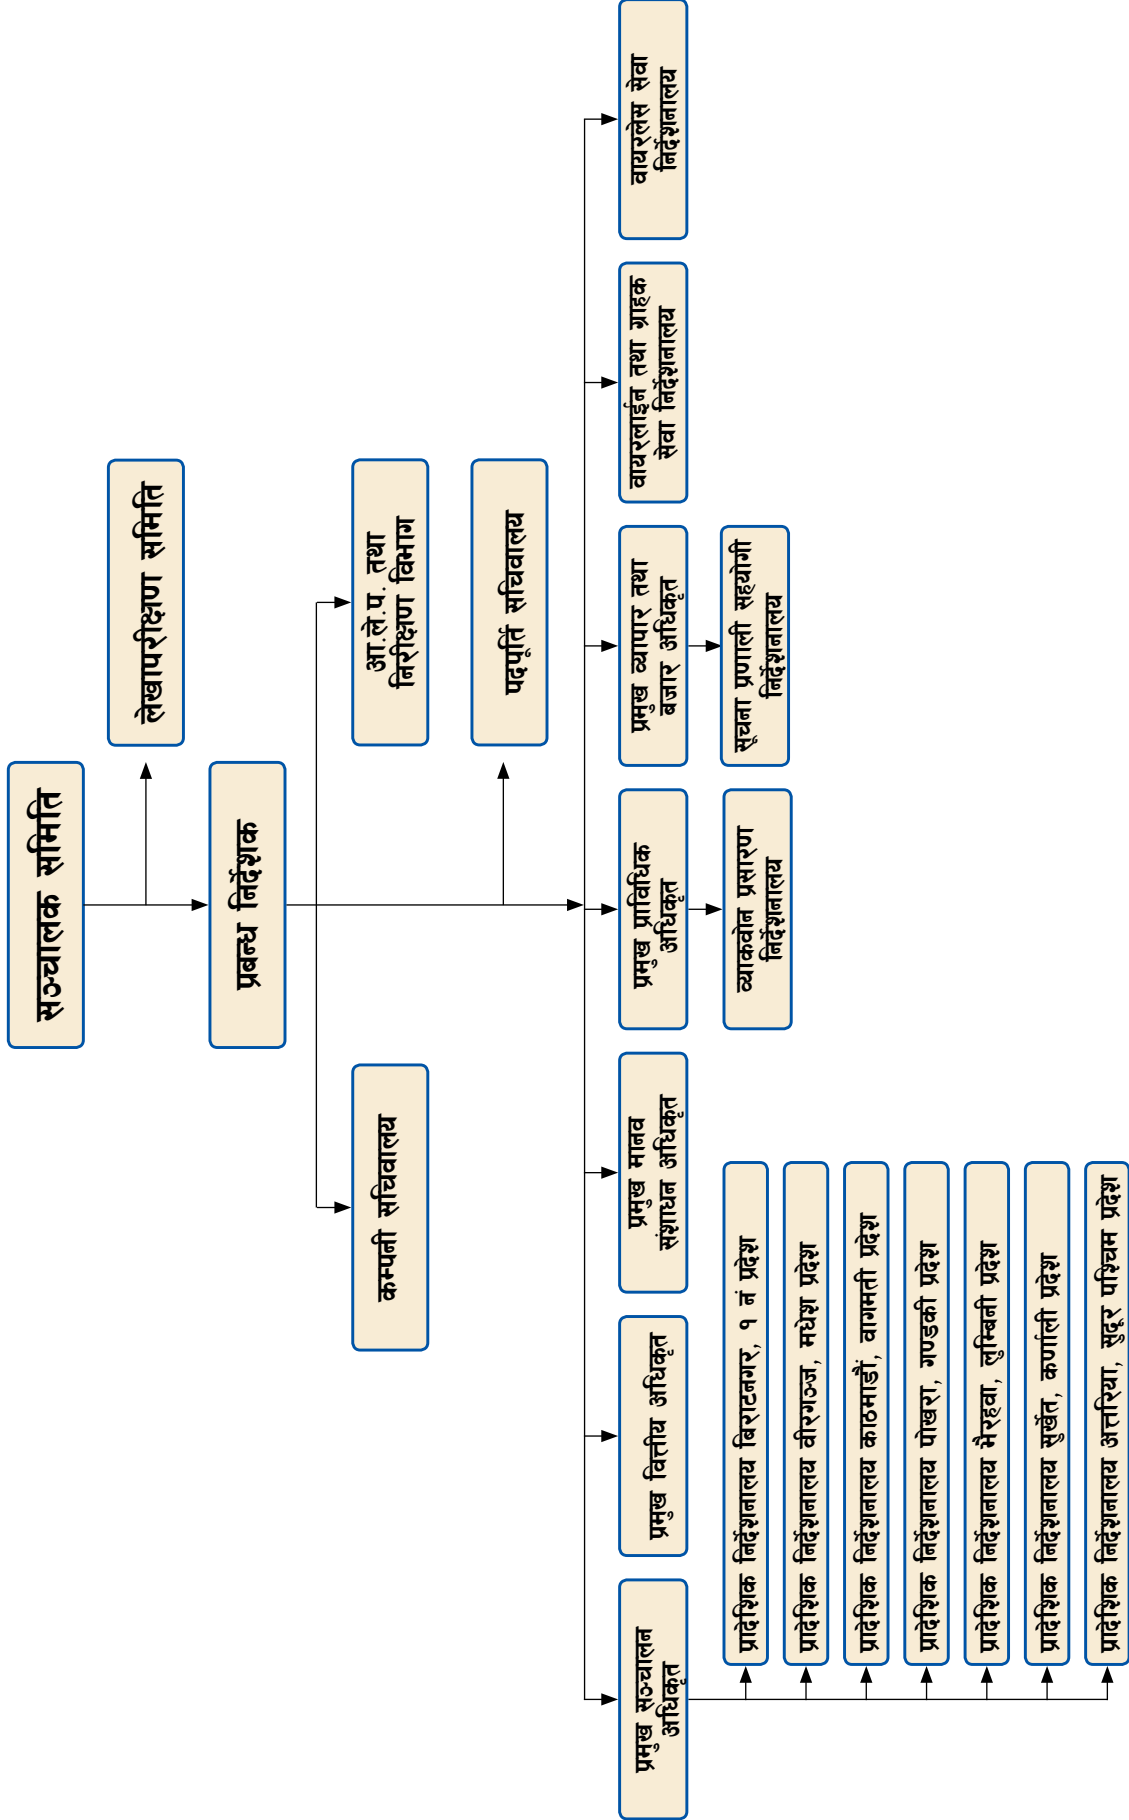 सञ्चालक समिति
लेखापरीक्षण समिति
प्रबन्ध निर्देशक
कम्पनी सचिवालय
आ.ले.प. तथा
निरीक्षण विभाग
पदपूर्ति सचिवालय
प्रमुख सञ्चालन
अधिकृत
प्रमुख वित्तीय अधिकृत
प्रमुख मानव
संशाधन अधिकृत
प्रमुख प्राविधिक
अधिकृत
प्रमुख व्यापार तथा
बजार अधिकृत
वायरलाईन तथा ग्राहक
सेवा निर्देशनालय
वायरलेस सेवा
निर्देशनालय
प्रादेशिक निर्देशनालय बिराटनगर, १ नं प्रदेश
प्रादेशिक निर्देशनालय वीरगञ्ज, मधेश प्रदेश
प्रादेशिक निर्देशनालय काठमाडौं, वागमती प्रदेश
प्रादेशिक निर्देशनालय पोखरा, गण्डकी प्रदेश
प्रादेशिक निर्देशनालय भैरहवा, लुम्बिनी प्रदेश
प्रादेशिक निर्देशनालय सुर्खेत, कर्णाली प्रदेश
प्रादेशिक निर्देशनालय अत्तरिया, सुदूर पश्चिम प्रदेश
व्याकवोन प्रसारण
निर्देशनालय
सूचना प्रणाली सहयोगी
निर्देशनालय